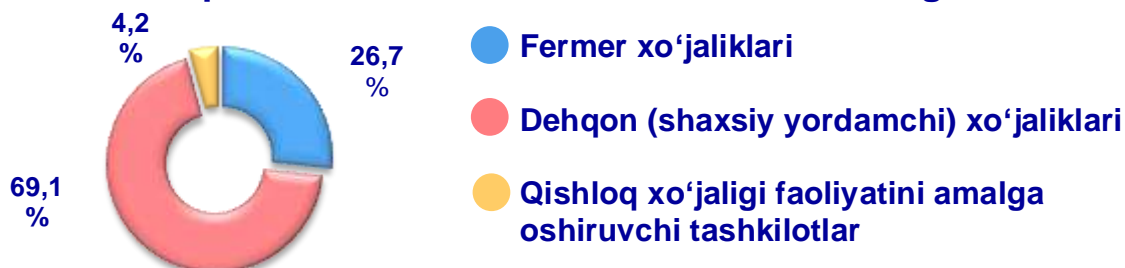 4,2
%
26,7
%
69,1
%
Fermer xo‘jaliklari
Dehqon (shaxsiy yordamchi) xo‘jaliklari
Qishloq xo‘jaligi faoliyatini amalga
oshiruvchi tashkilotlar